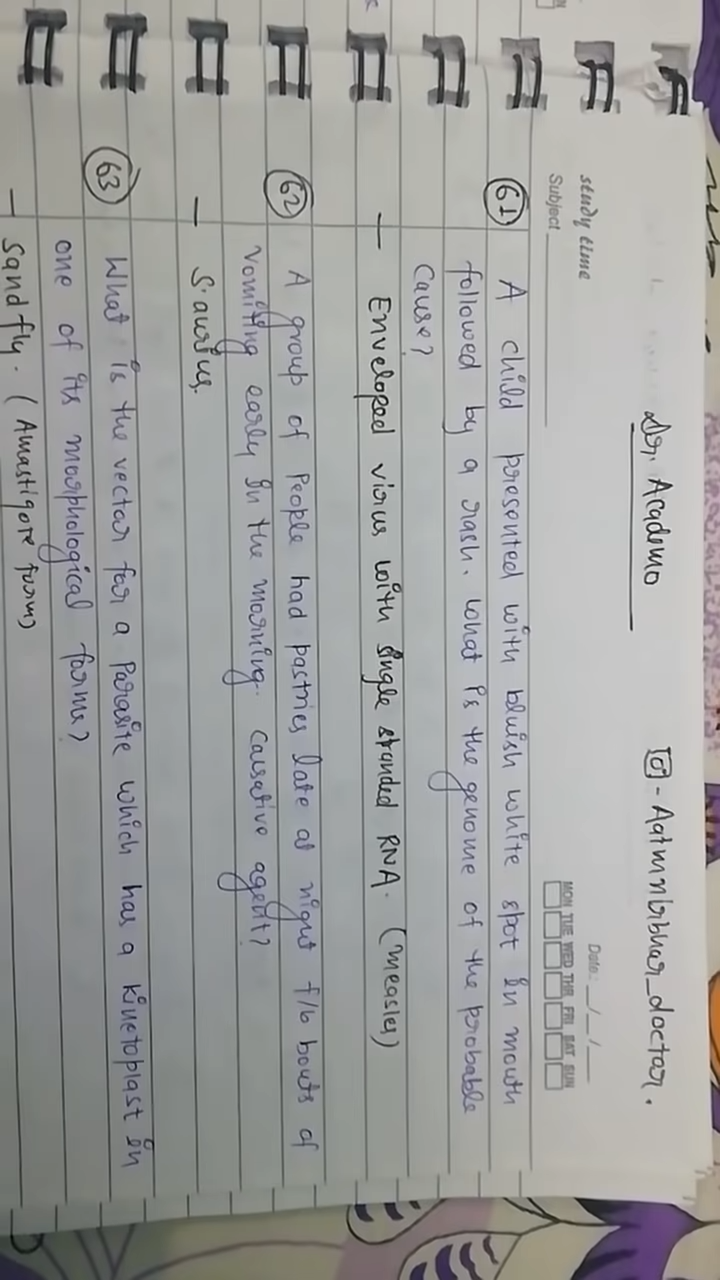 Dr. Academo
- Aatmnirbhar_doctor.
study time
Subject
Date: _/_/_
MON TUE WED THR FRI SAT SUN
61 A child presented with bluish white spot in mouth
followed by a rash. What is the genome of the probable
Cause?
— Enveloped virus with single stranded RNA. (measles)
62 A group of People had pastries late at night f/b bouts of
vomiting early in the morning. causative agent?
— S. aurius.
63 What is the vector for a Parasite which has a kinetoplast in
one of its morphological forms?
— Sandfly. (Amastigote form)